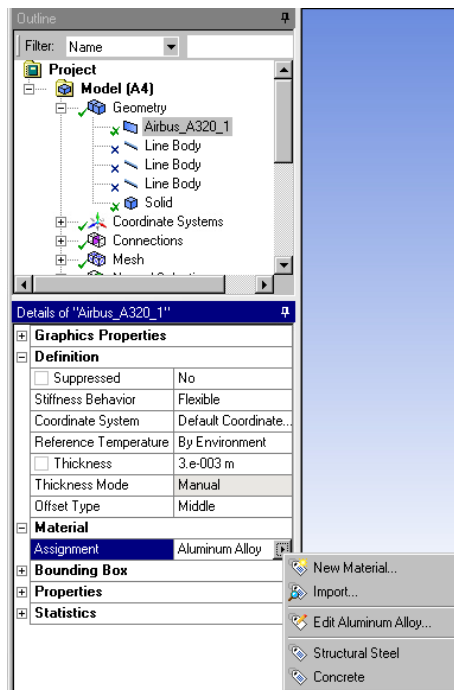 Outline
Filter: Name
Project
Model (A4)
Geometry
Airbus_A320_1
Line Body
Line Body
Line Body
Solid
Coordinate Systems
Connections
Mesh
Details of "Airbus_A320_1"
Graphics Properties
Definition
Suppressed No
Stiffness Behavior Flexible
Coordinate System Default Coordinate...
Reference Temperature By Environment
Thickness 3.e-003 m
Thickness Mode Manual
Offset Type Middle
Material
Assignment Aluminum Alloy
Bounding Box
Properties
Statistics
New Material...
Import...
Edit Aluminum Alloy...
Structural Steel
Concrete